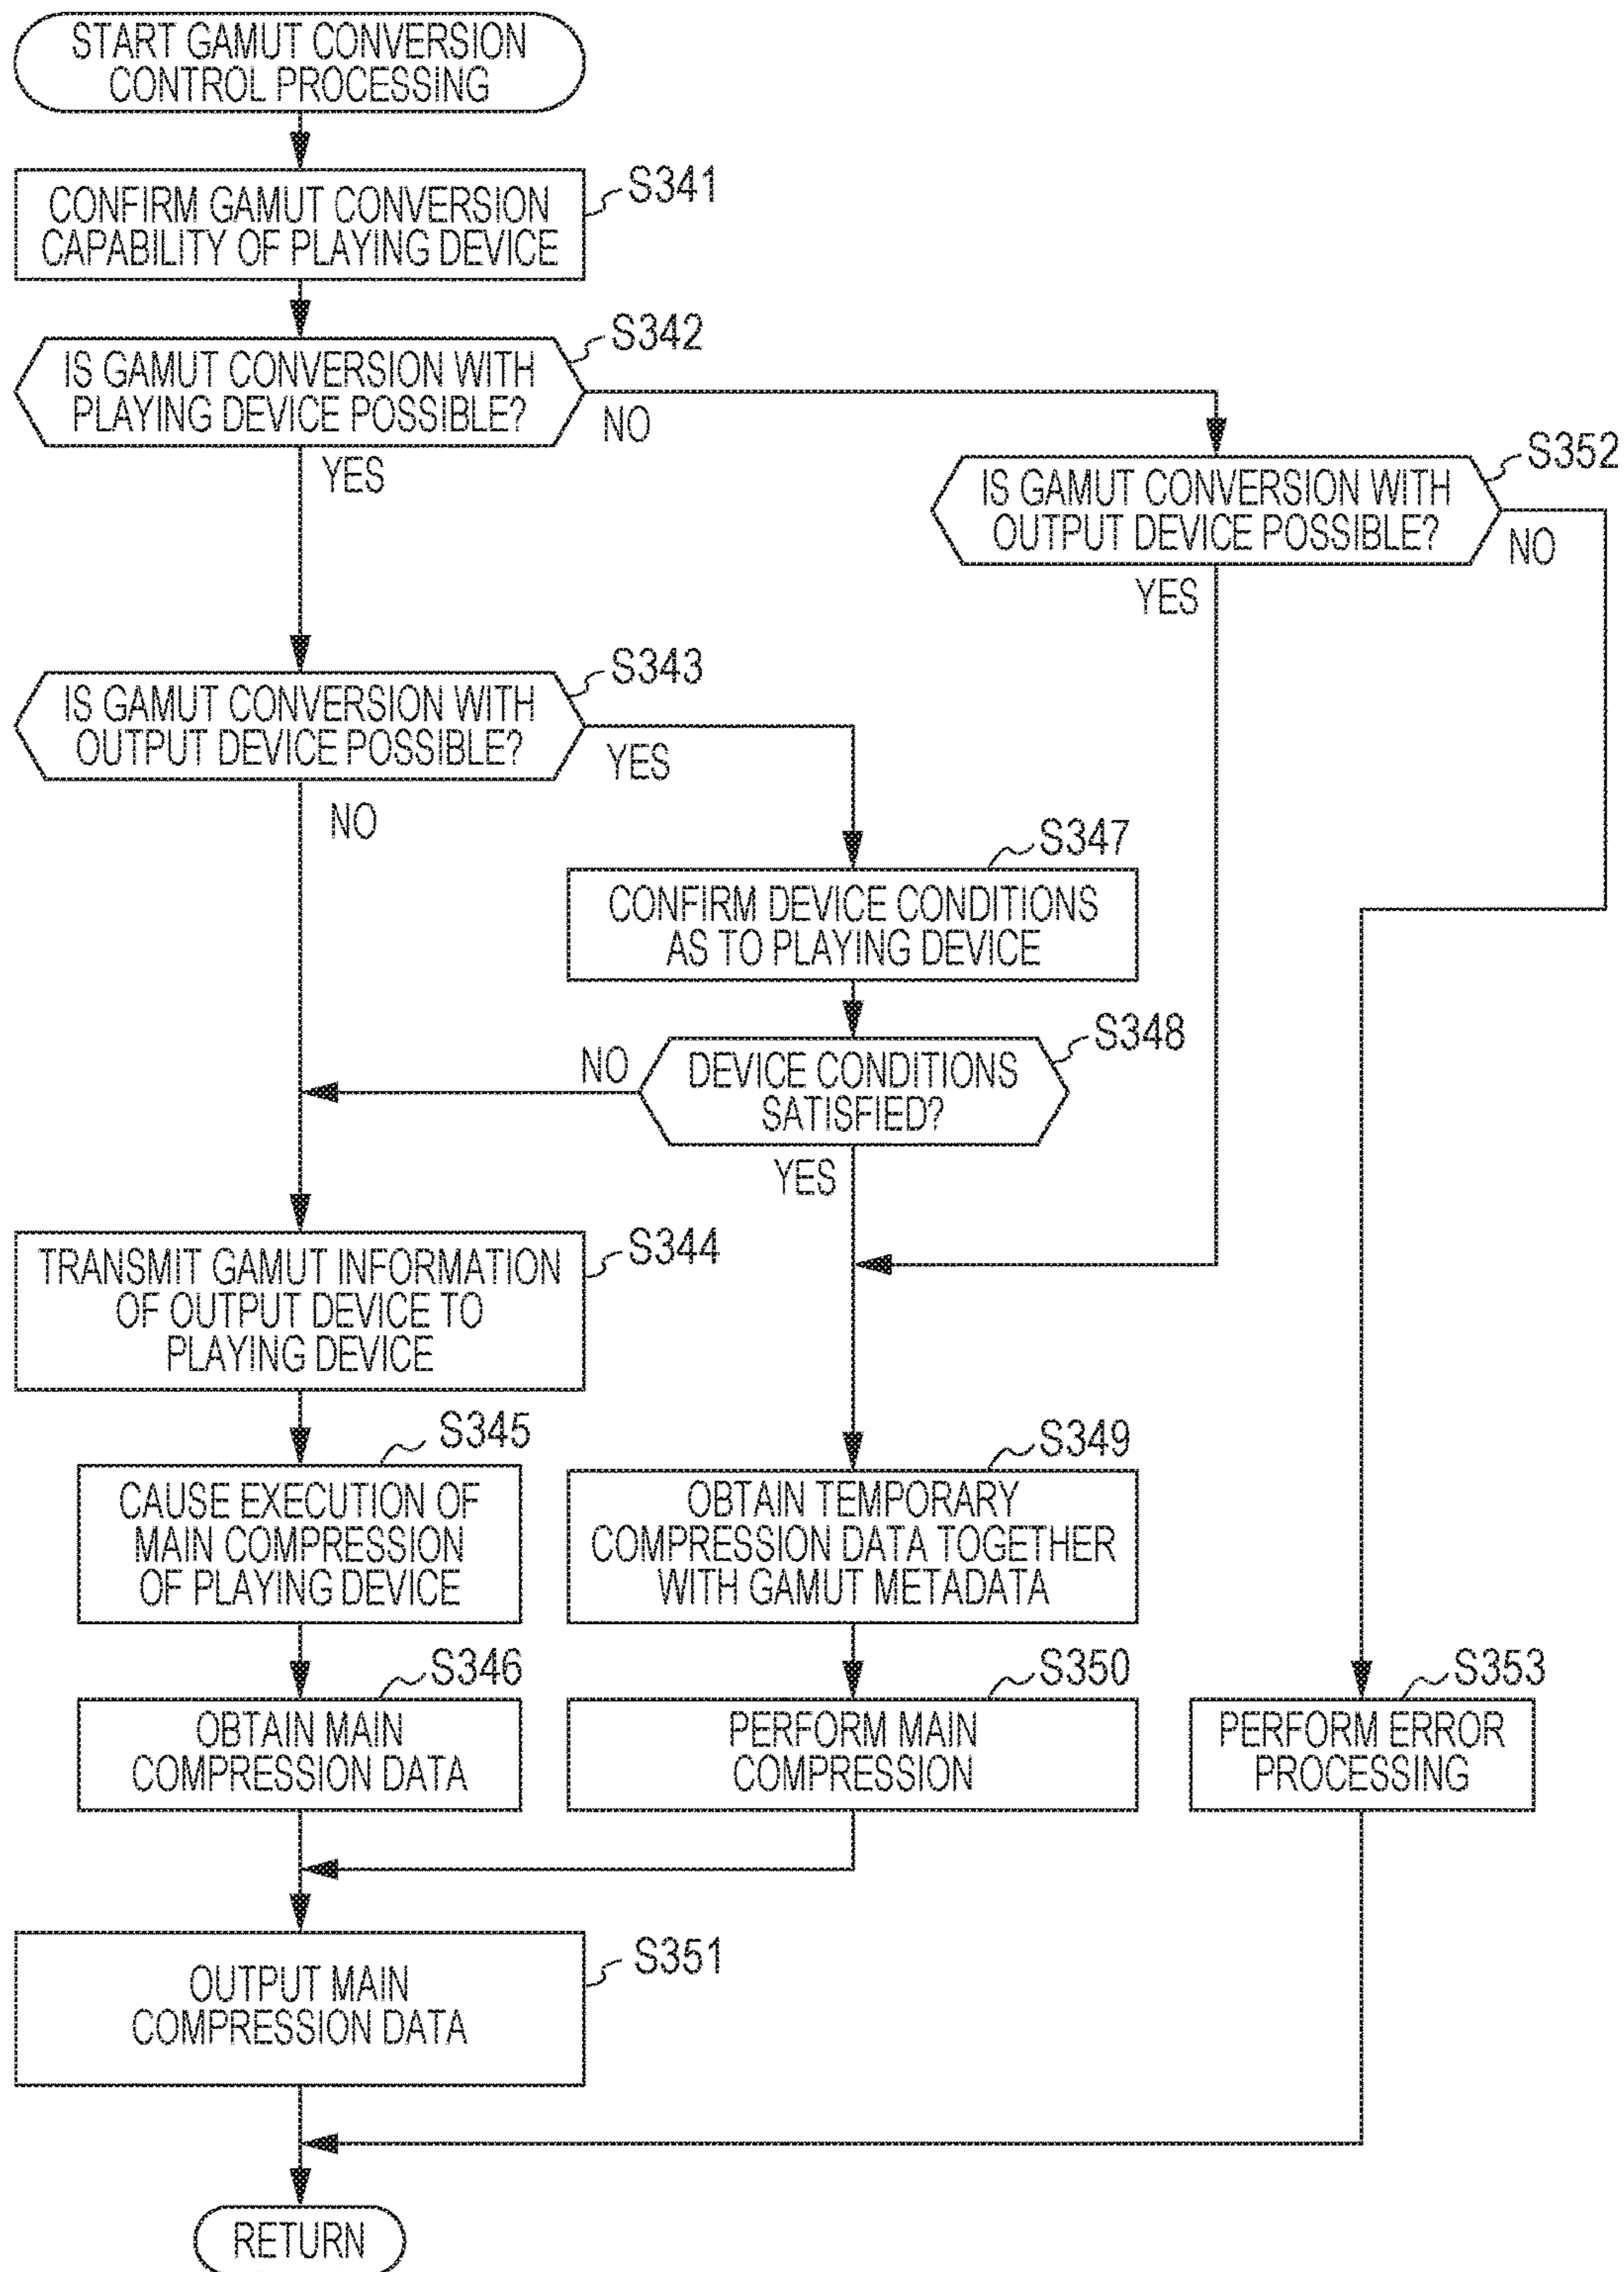 START GAMUT CONVERSION
CONTROL PROCESSING
S341
CONFIRM GAMUT CONVERSION
CAPABILITY OF PLAYING DEVICE
S342
IS GAMUT CONVERSION WITH
PLAYING DEVICE POSSIBLE?
NO
YES
S352
IS GAMUT CONVERSION WITH
OUTPUT DEVICE POSSIBLE?
NO
YES
S343
IS GAMUT CONVERSION WITH
OUTPUT DEVICE POSSIBLE?
YES
NO
S347
CONFIRM DEVICE CONDITIONS
AS TO PLAYING DEVICE
S348
NO
DEVICE CONDITIONS
SATISFIED?
YES
S344
TRANSMIT GAMUT INFORMATION
OF OUTPUT DEVICE TO
PLAYING DEVICE
S345
CAUSE EXECUTION OF
MAIN COMPRESSION
OF PLAYING DEVICE
S349
OBTAIN TEMPORARY
COMPRESSION DATA TOGETHER
WITH GAMUT METADATA
S346
OBTAIN MAIN
COMPRESSION DATA
S350
PERFORM MAIN
COMPRESSION
S353
PERFORM ERROR
PROCESSING
S351
OUTPUT MAIN
COMPRESSION DATA
RETURN